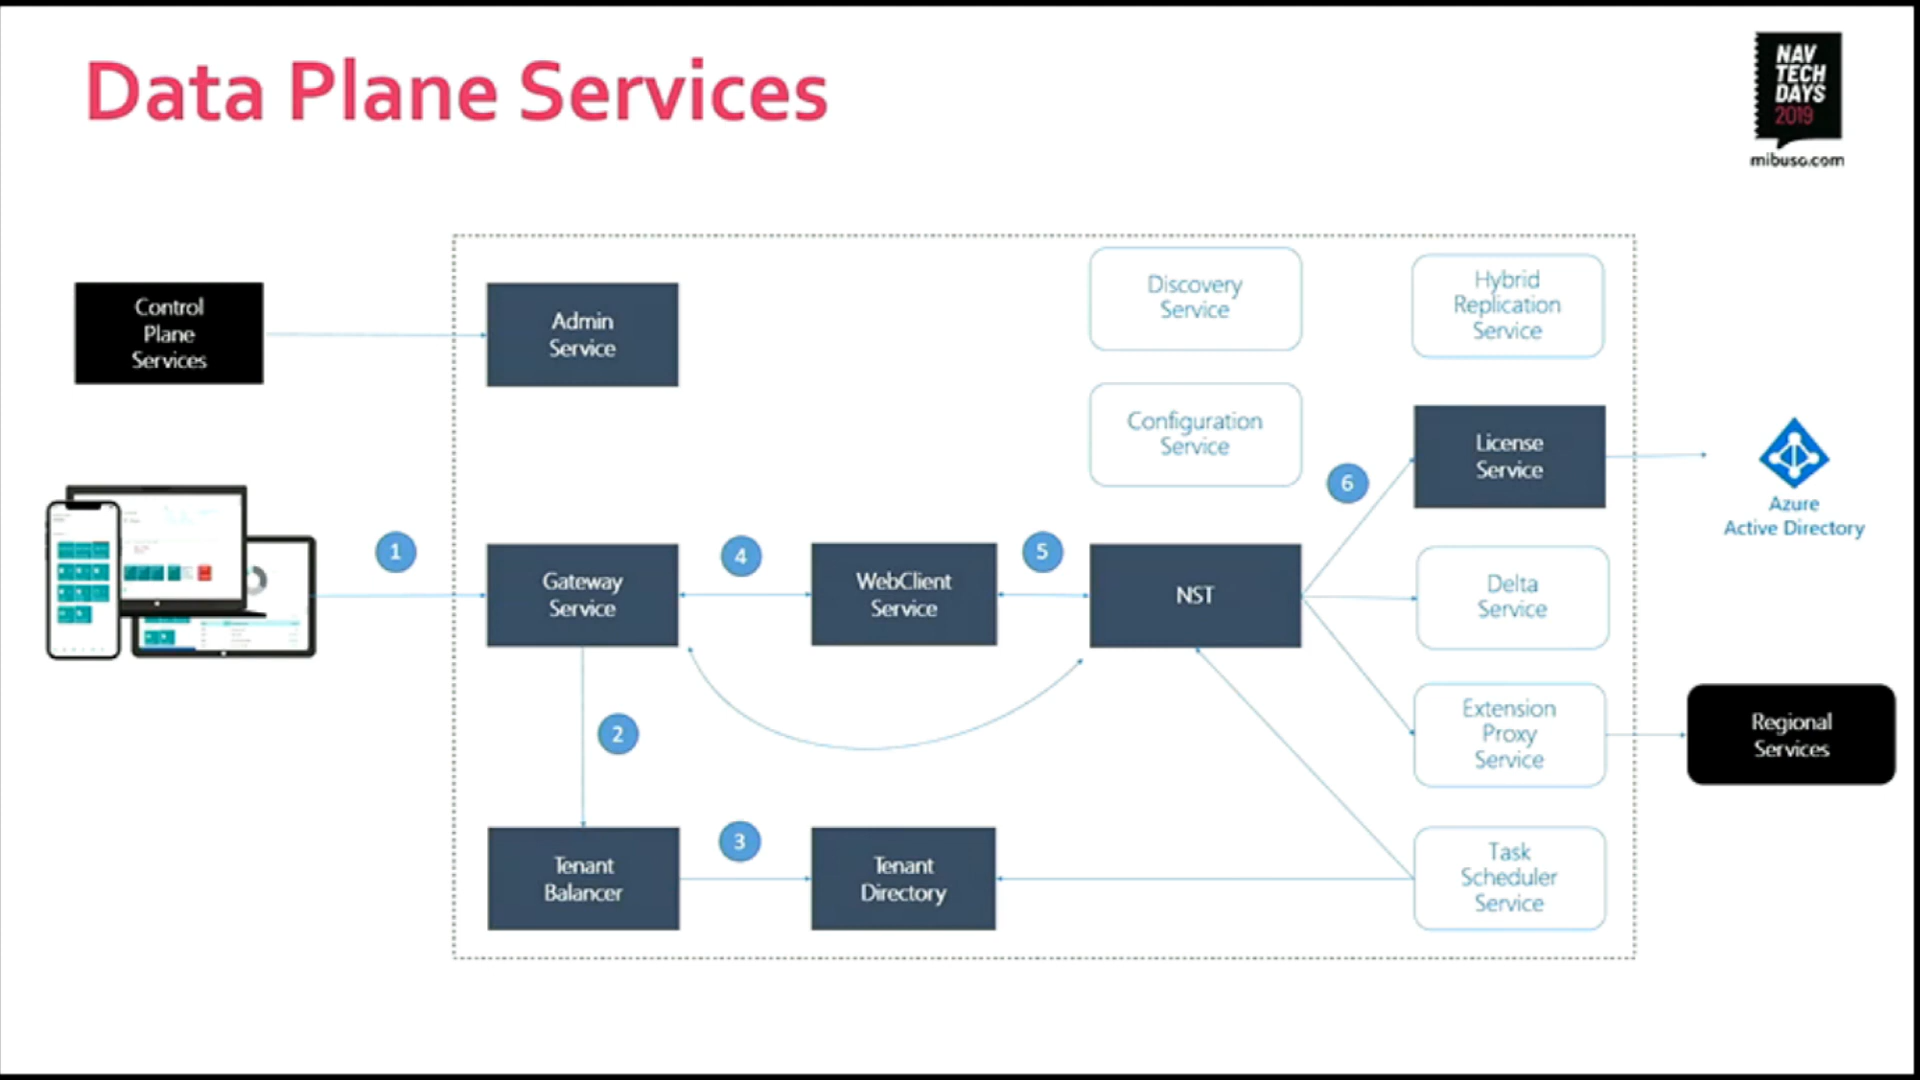 Data Plane Services
NAV
TECH
DAYS
2019
mibuso.com
Control
Plane
Services
Admin
Service
Discovery
Service
Hybrid
Replication
Service
Configuration
Service
License
Service
Azure
Active Directory
1
Gateway
Service
4
WebClient
Service
5
NST
6
Delta
Service
2
Extension
Proxy
Service
Regional
Services
Tenant
Balancer
3
Tenant
Directory
Task
Scheduler
Service